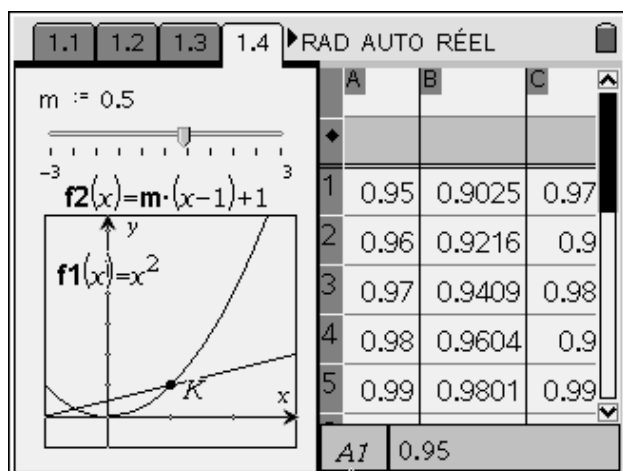 1.1 1.2 1.3 1.4 RAD AUTO RÉEL
m := 0.5
-3 3
f2(x)=m·(x-1)+1
y
f1(x)=x²
K
x
A B C
◆
1 0.95 0.9025 0.97
2 0.96 0.9216 0.9
3 0.97 0.9409 0.98
4 0.98 0.9604 0.9
5 0.99 0.9801 0.99
A1 0.95